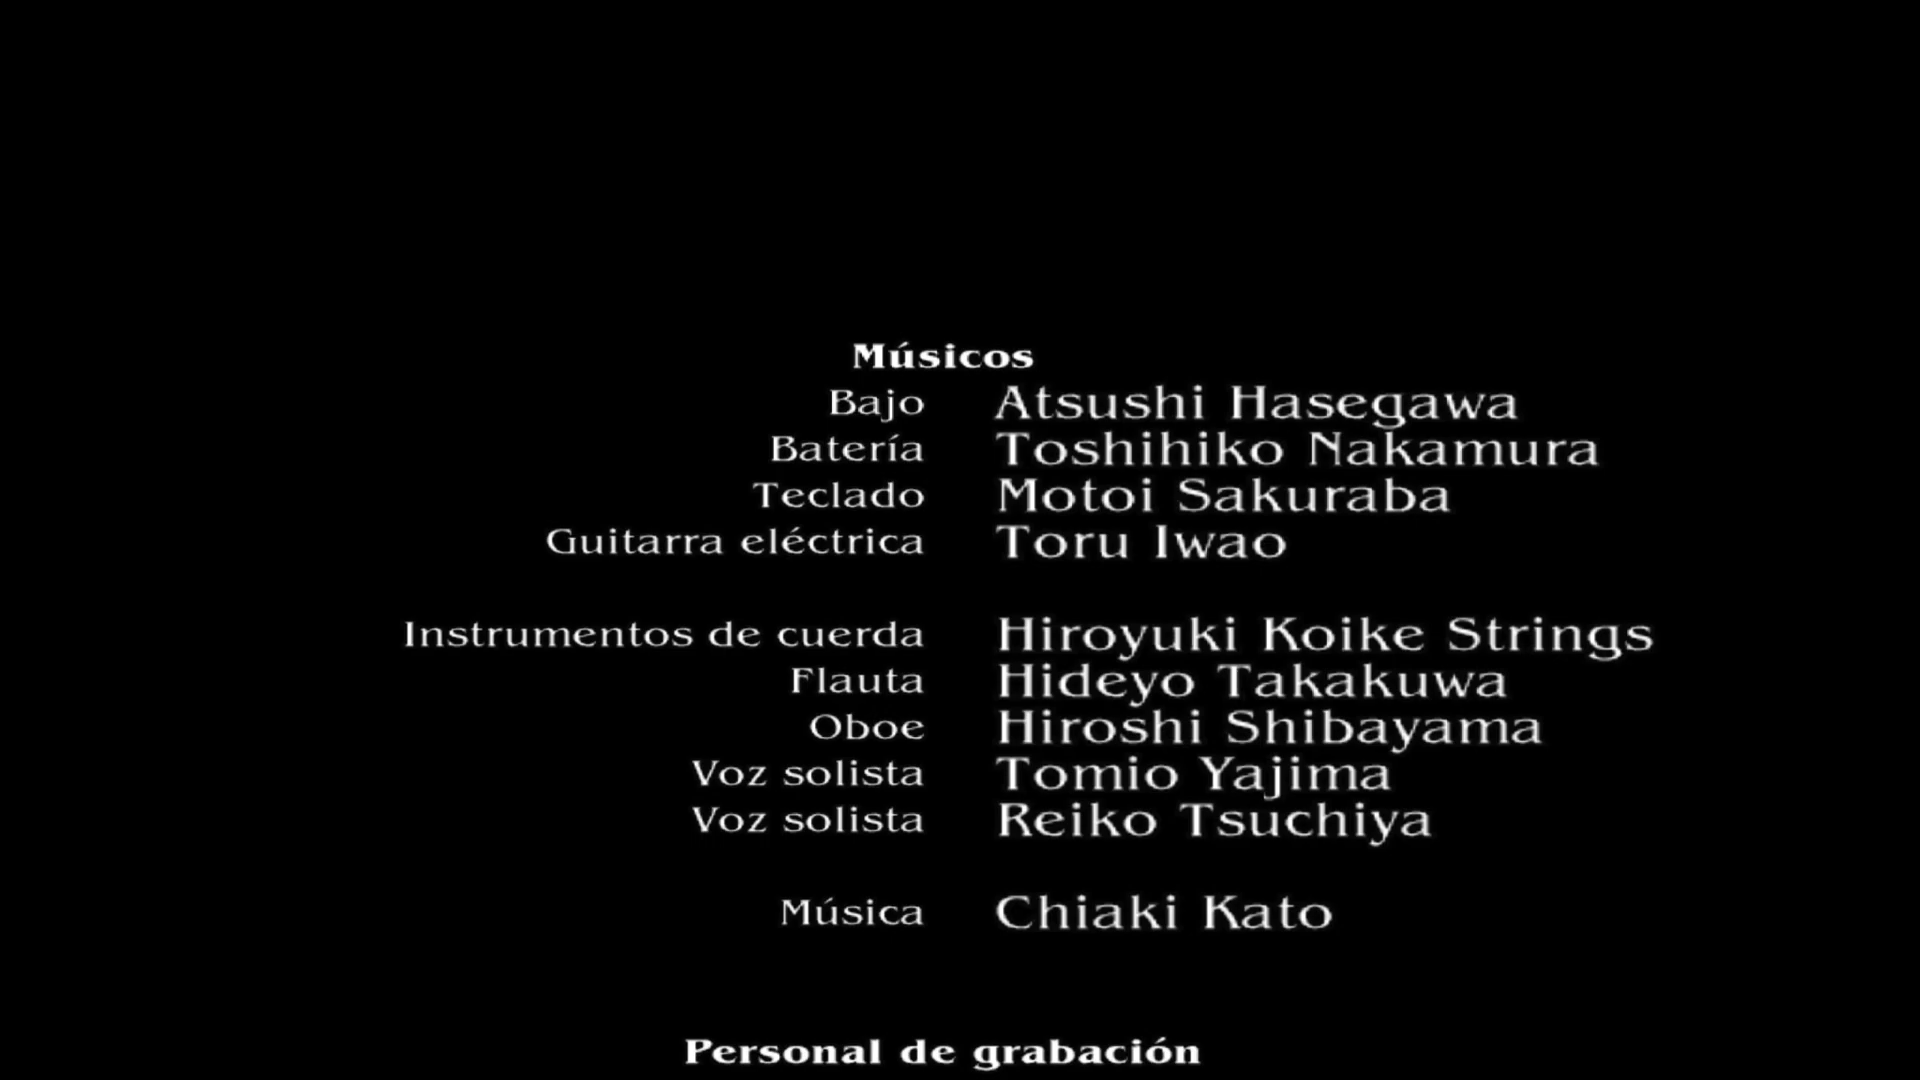 Músicos
Bajo Atsushi Hasegawa
Batería Toshihiko Nakamura
Teclado Motoi Sakuraba
Guitarra eléctrica Toru Iwao
Instrumentos de cuerda Hiroyuki Koike Strings
Flauta Hideyo Takakuwa
Oboe Hiroshi Shibayama
Voz solista Tomio Yajima
Voz solista Reiko Tsuchiya
Música Chiaki Kato
Personal de grabación